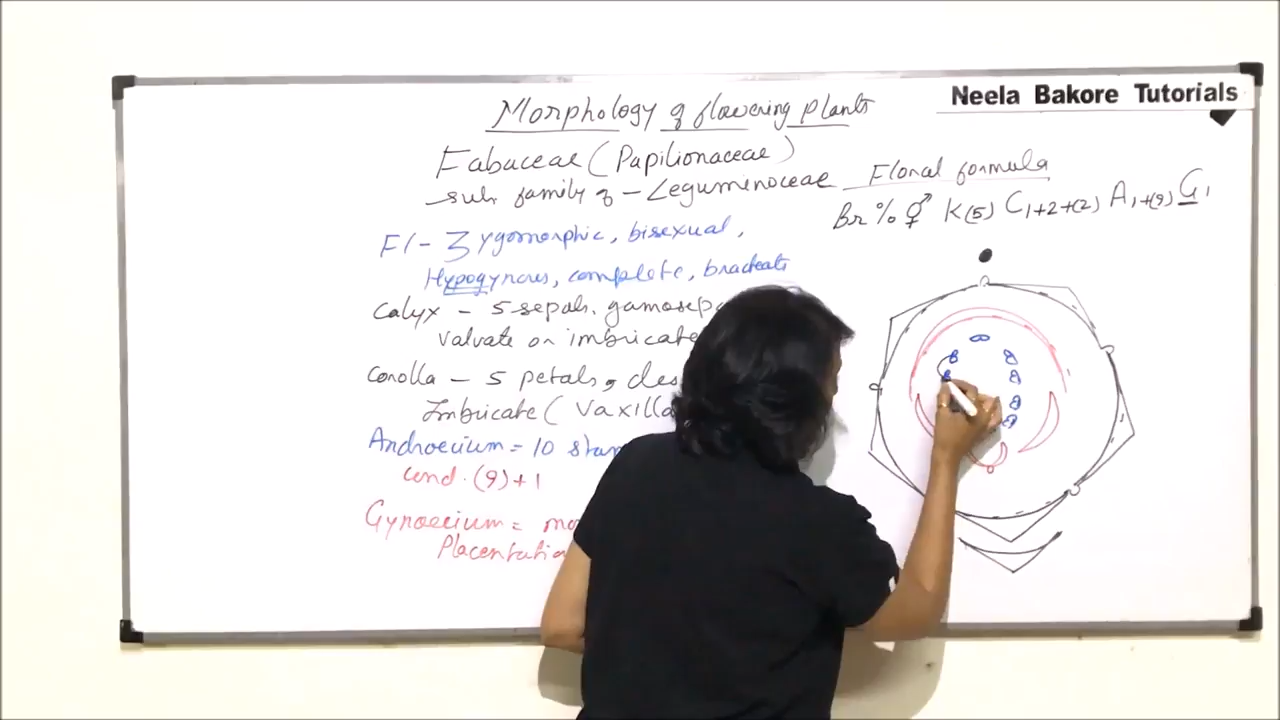 Neela Bakore Tutorials
Morphology of flowering plants
Fabaceae (Papilionaceae)
sub family of - Leguminoceae
Floral formula
Br % ⚥ K(5) C1+2+(2) A1+(9) G1
Fl - Zygomorphic, bisexual,
Hypogynous, complete, bracteate
Calyx - 5 sepals, gamosepa
Valvate or imbricate
Corolla - 5 petals, des
Imbricate (Vaxilla
Androecium = 10 stam
cond. (9)+1
Gynoecium = mo
Placentatio